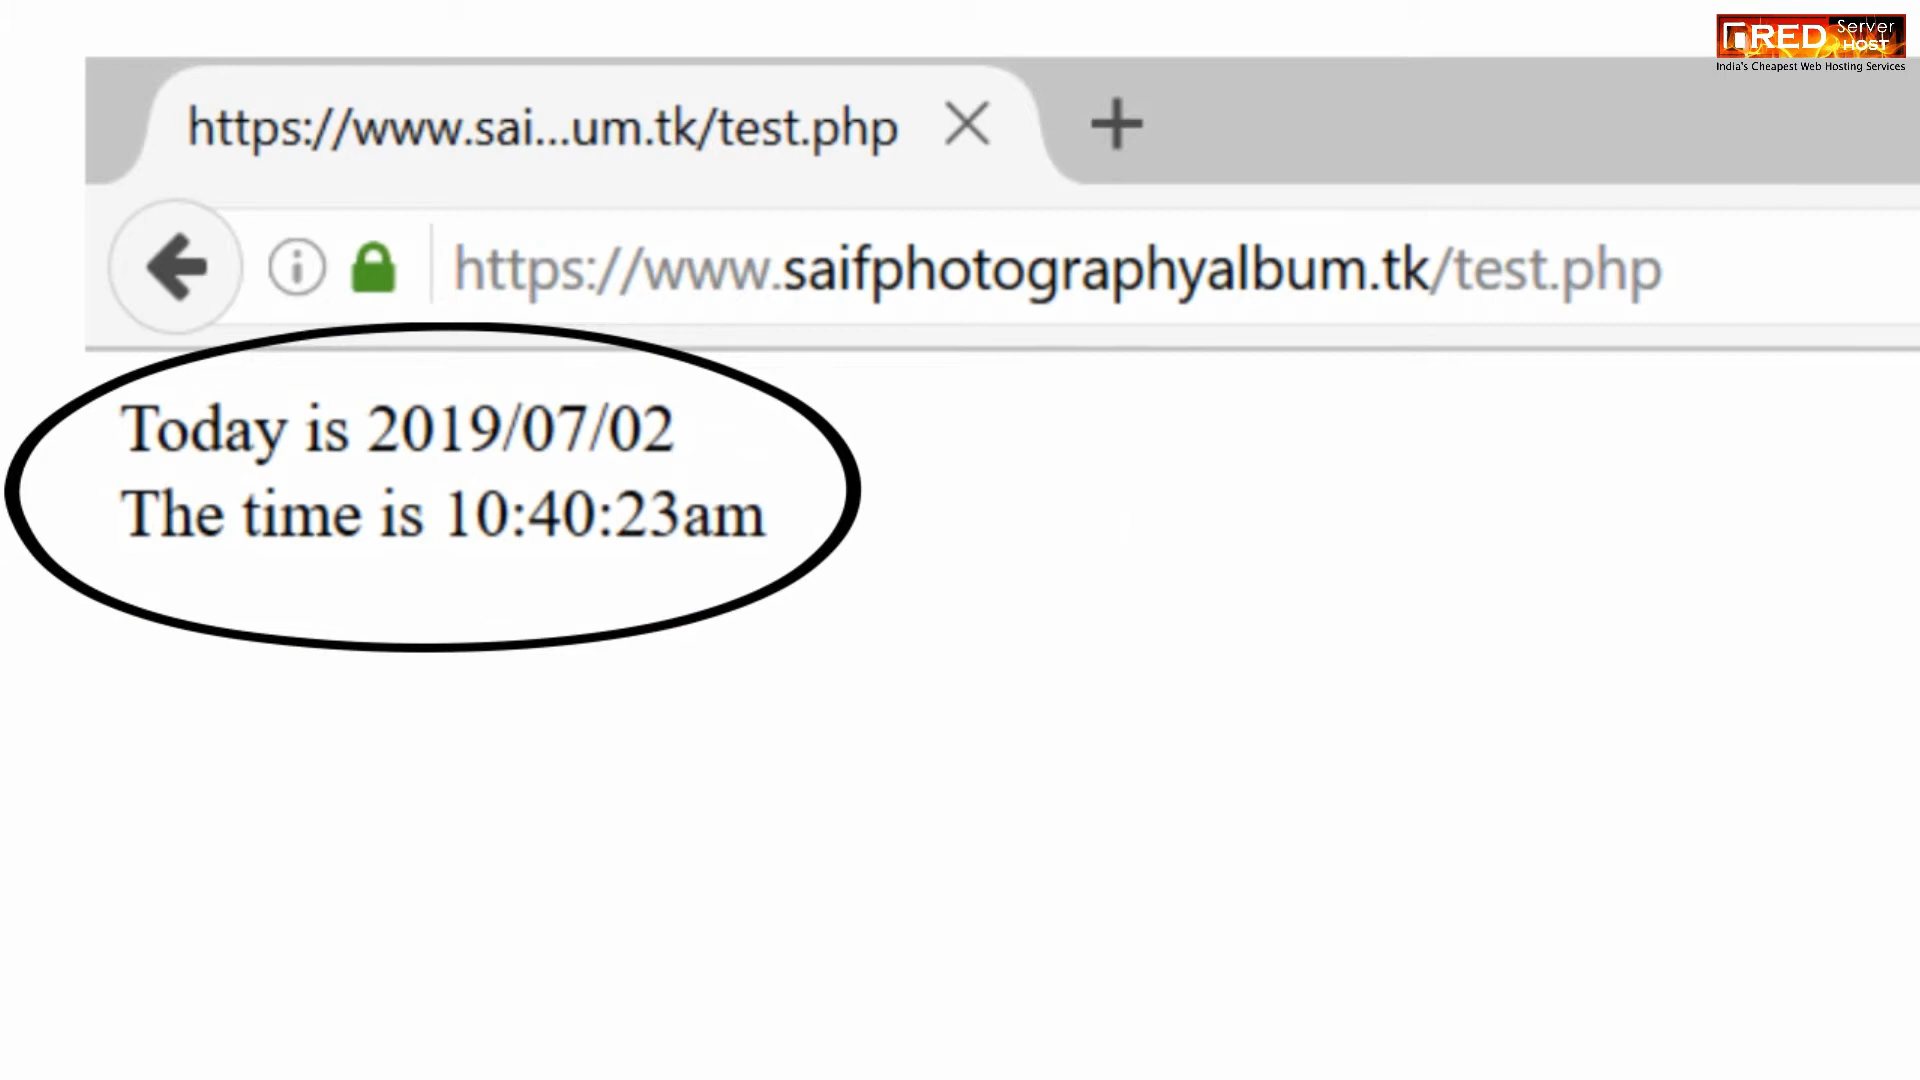 RED Server
HOST
India's Cheapest Web Hosting Services
https://www.sai...um.tk/test.php
https://www.saifphotographyalbum.tk/test.php
Today is 2019/07/02
The time is 10:40:23am